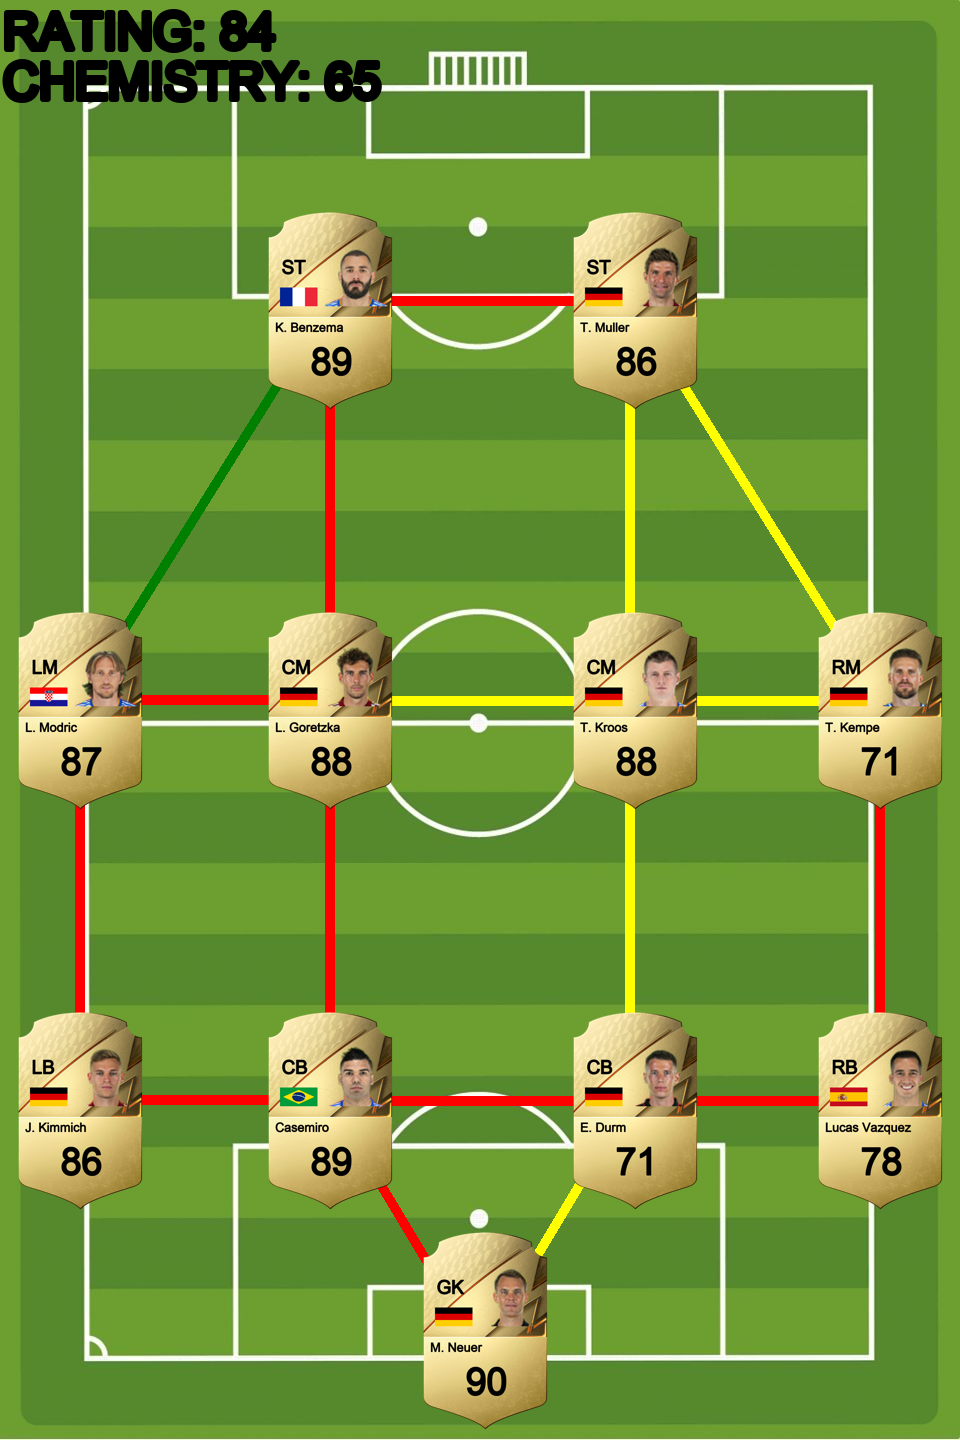 RATING: 84
CHEMISTRY: 65
ST
K. Benzema
89
ST
T. Muller
86
LM
L. Modric
87
CM
L. Goretzka
88
CM
T. Kroos
88
RM
T. Kempe
71
LB
J. Kimmich
86
CB
Casemiro
89
CB
E. Durm
71
RB
Lucas Vazquez
78
GK
M. Neuer
90